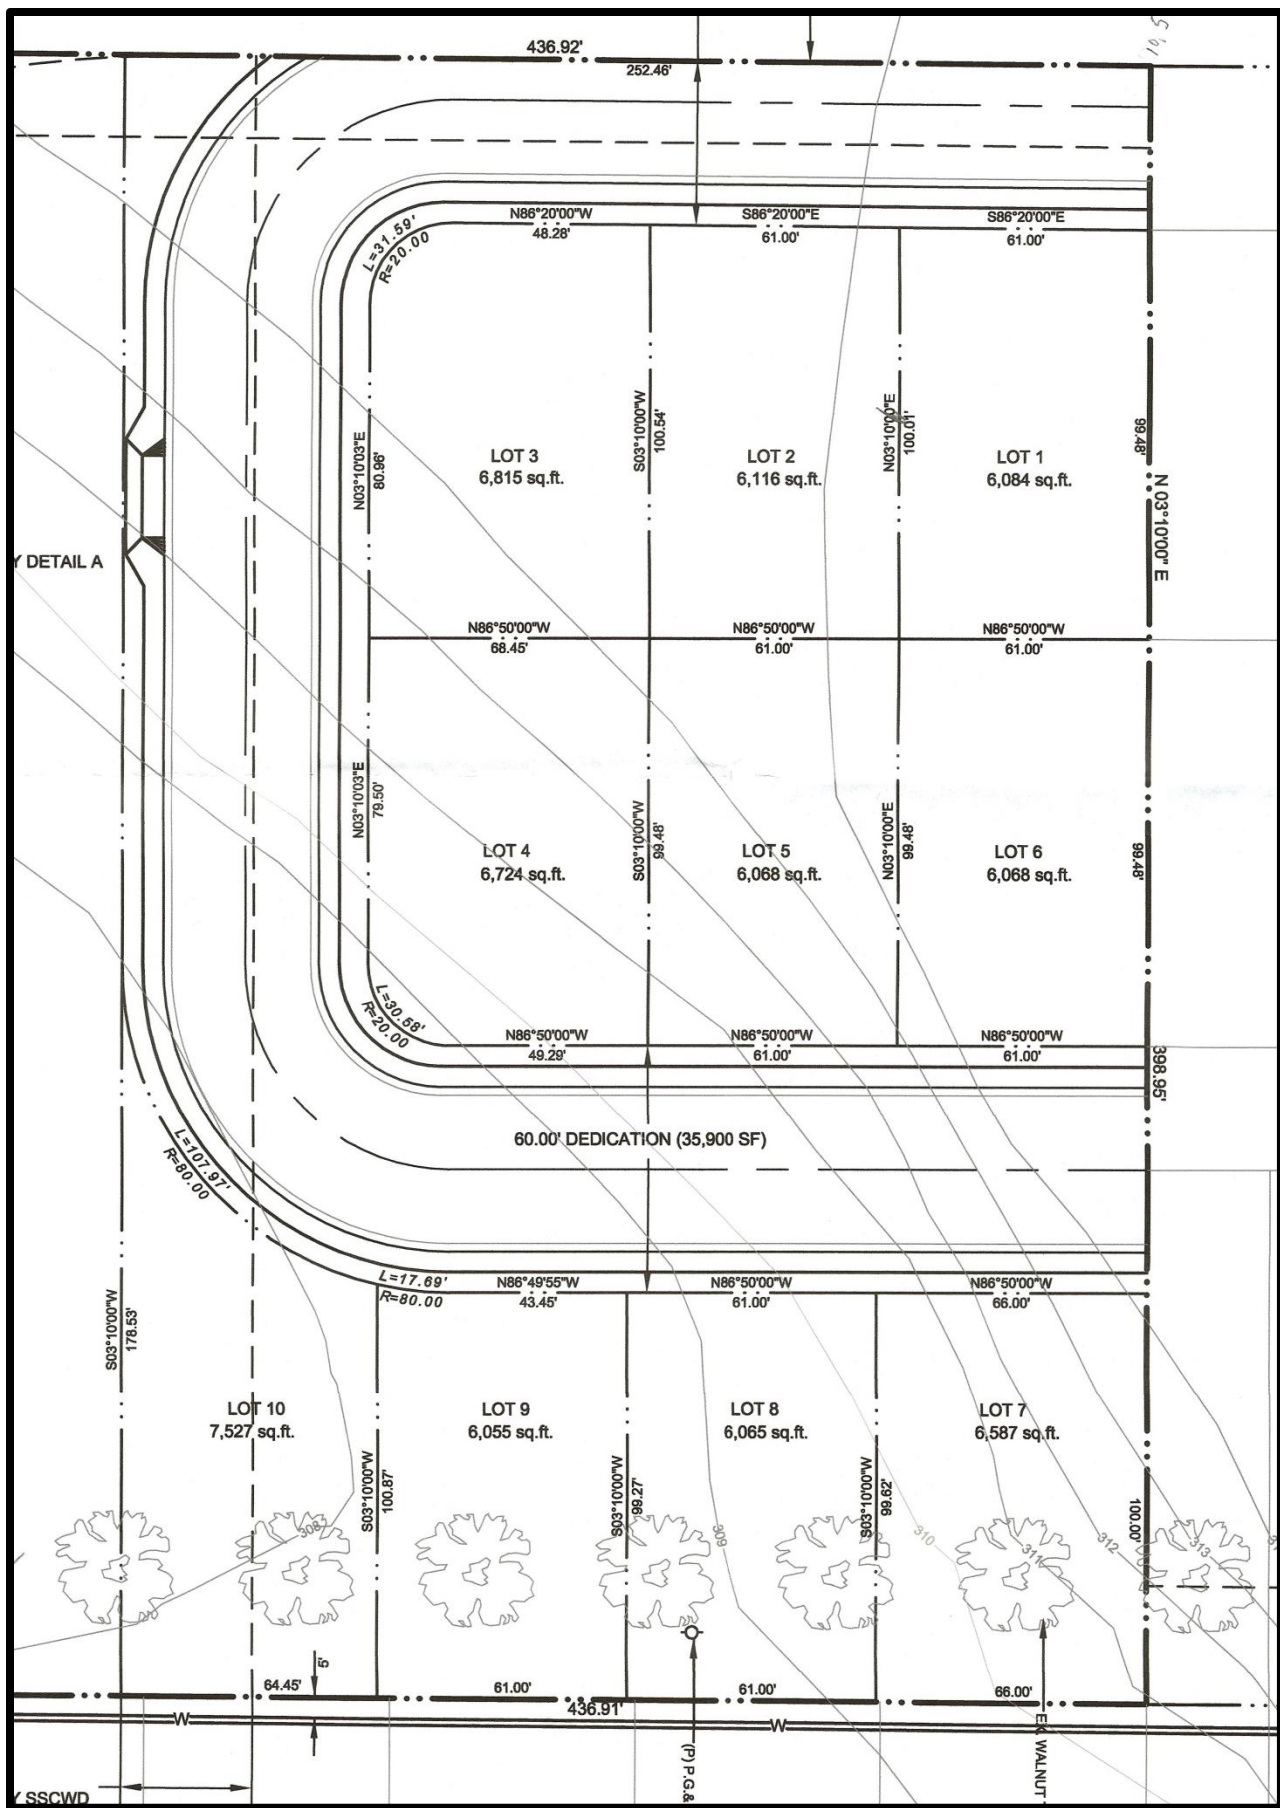 436.92'
10,5
252.46'
N86°20'00"W
48.28'
S86°20'00"E
61.00'
S86°20'00"E
61.00'
L=31.59'
R=20.00
S03°10'00"W
100.54'
N03°10'00"E
100.01'
99.48'
N03°10'03"E
80.96'
LOT 3
6,815 sq.ft.
LOT 2
6,116 sq.ft.
LOT 1
6,084 sq.ft.
N 03°10'00" E
Y DETAIL A
N86°50'00"W
68.45'
N86°50'00"W
61.00'
N86°50'00"W
61.00'
N03°10'03"E
79.50'
S03°10'00"W
99.48'
N03°10'00"E
99.48'
99.48'
LOT 4
6,724 sq.ft.
LOT 5
6,068 sq.ft.
LOT 6
6,068 sq.ft.
L=30.58'
R=20.00
N86°50'00"W
49.29'
N86°50'00"W
61.00'
N86°50'00"W
61.00'
398.95'
60.00' DEDICATION (35,900 SF)
L=107.97'
R=80.00
L=17.69'
R=80.00
N86°49'55"W
43.45'
N86°50'00"W
61.00'
N86°50'00"W
66.00'
S03°10'00"W
178.53'
LOT 10
7,527 sq.ft.
LOT 9
6,055 sq.ft.
LOT 8
6,065 sq.ft.
LOT 7
6,587 sq.ft.
S03°10'00"W
100.87'
S03°10'00"W
99.27'
S03°10'00"W
99.62'
100.00'
308
309
310
311
312
313
5'
64.45'
61.00'
61.00'
66.00'
436.91'
W
W
(P) P.G.&
EX. WALNUT
Y SSCWD